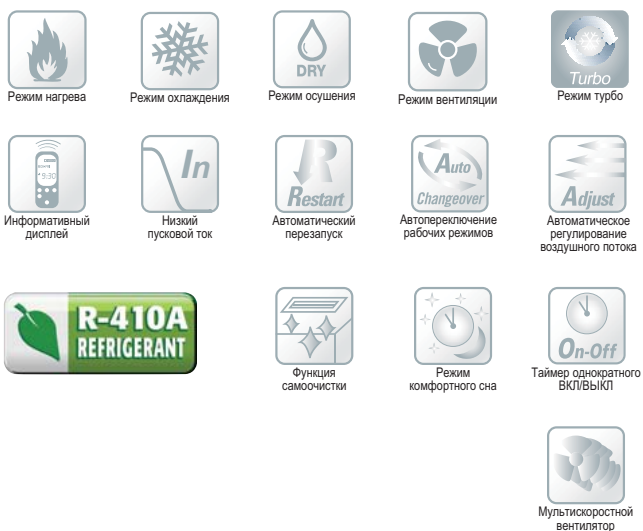 DRY
Turbo
Режим нагрева
Режим охлаждения
Режим осушения
Режим вентиляции
Режим турбо
9:30
In
Restart
Auto
Changeover
Adjust
Информативный
дисплей
Низкий
пусковой ток
Автоматический
перезапуск
Автопереключение
рабочих режимов
Автоматическое
регулирование
воздушного потока
R-410A
REFRIGERANT
On-Off
Функция
самоочистки
Режим
комфортного сна
Таймер однократного
ВКЛ/ВЫКЛ
Мультискоростной
вентилятор